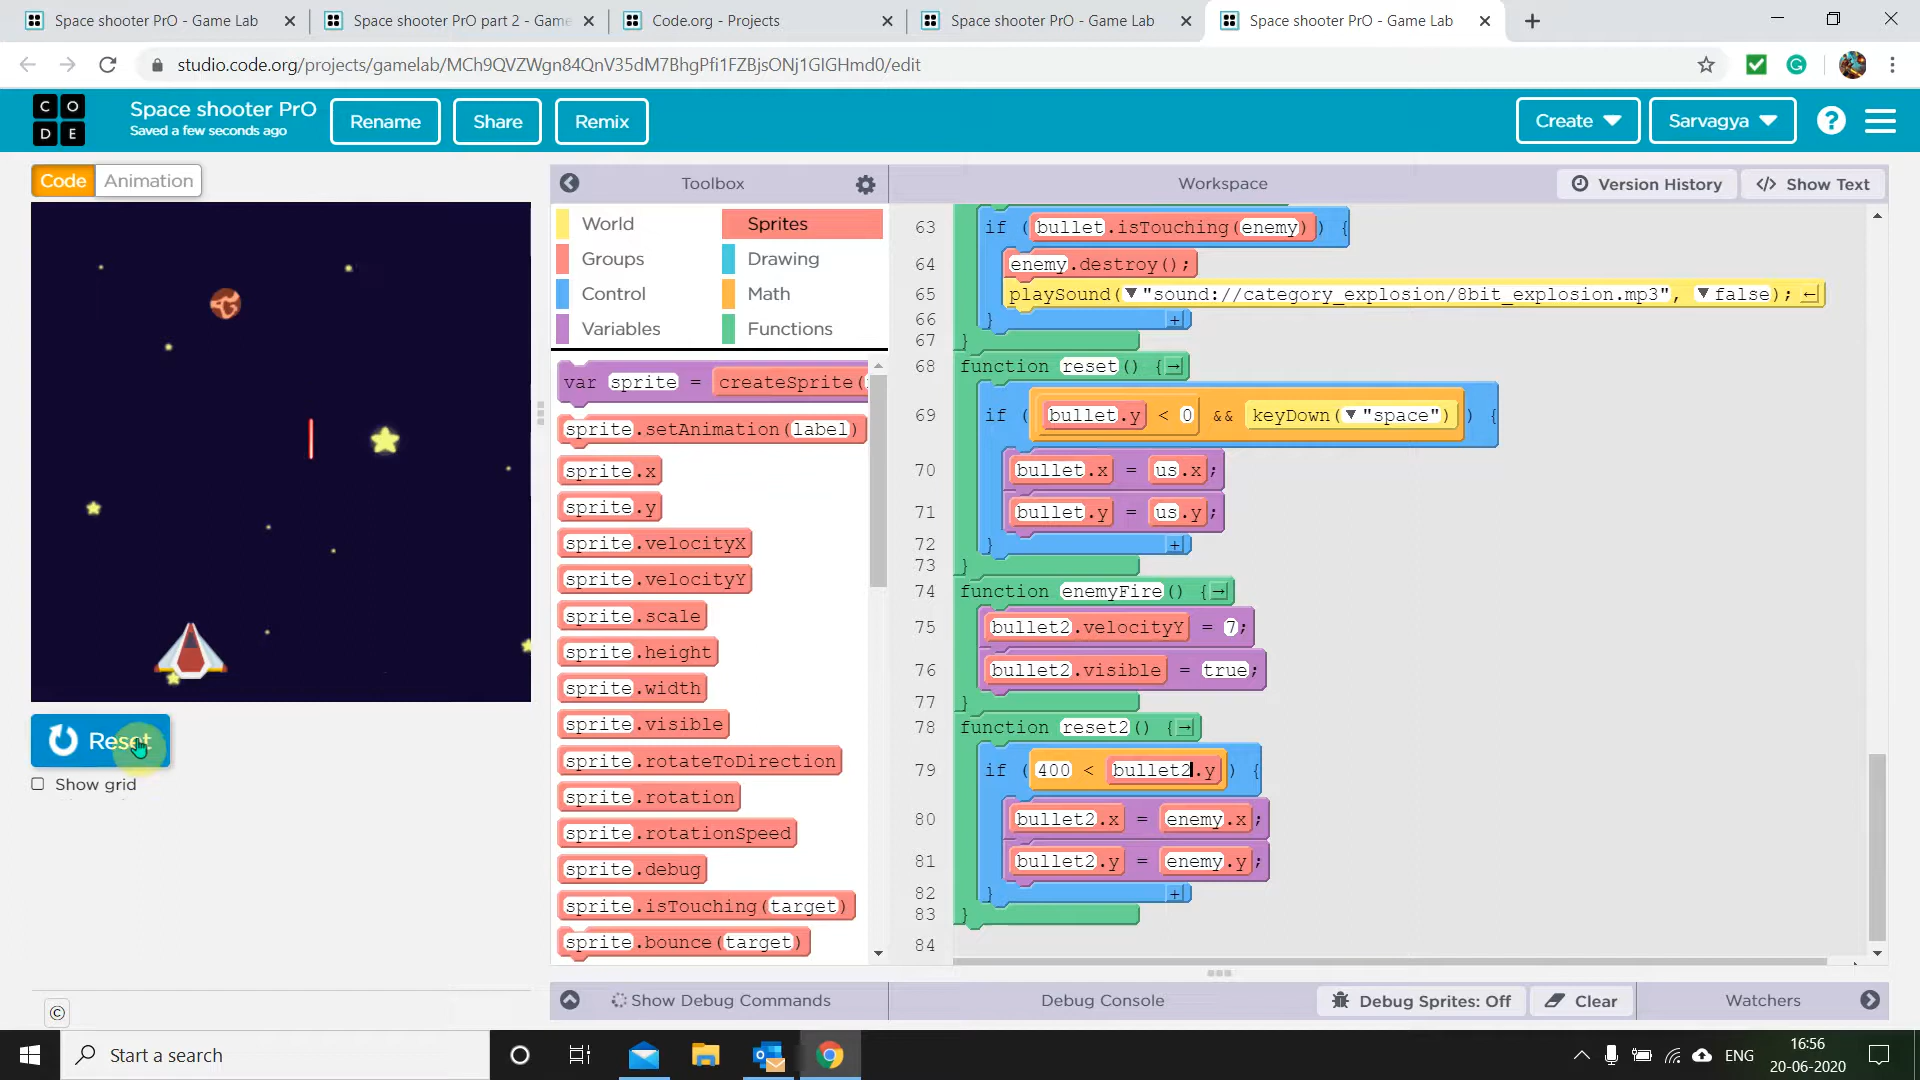 Space shooter PrO - Game Lab
Space shooter PrO part 2 - Game
Code.org - Projects
Space shooter PrO - Game Lab
Space shooter PrO - Game Lab
studio.code.org/projects/gamelab/MCh9QVZWgn84QnV35dM7BhgPfi1FZBjsONj1GIGHmd0/edit
C O
D E
Space shooter PrO
Saved a few seconds ago
Rename
Share
Remix
Create
Sarvagya
?
Code
Animation
Toolbox
Workspace
Version History
</> Show Text
World
Sprites
Groups
Drawing
Control
Math
Variables
Functions
var sprite = createSprite(
sprite.setAnimation(label)
sprite.x
sprite.y
sprite.velocityX
sprite.velocityY
sprite.scale
sprite.height
sprite.width
sprite.visible
sprite.rotateToDirection
sprite.rotation
sprite.rotationSpeed
sprite.debug
sprite.isTouching(target)
sprite.bounce(target)
63 if (bullet.isTouching(enemy)) {
64 enemy.destroy();
65 playSound(▼"sound://category_explosion/8bit_explosion.mp3", ▼false); ←
66 } +
67 }
68 function reset() {→
69 if (bullet.y < 0 && keyDown(▼"space")) {
70 bullet.x = us.x;
71 bullet.y = us.y;
72 } +
73 }
74 function enemyFire() {→
75 bullet2.velocityY = 7;
76 bullet2.visible = true;
77 }
78 function reset2() {→
79 if (400 < bullet2.y) {
80 bullet2.x = enemy.x;
81 bullet2.y = enemy.y;
82 } +
83 }
84
Reset
Show grid
©
Show Debug Commands
Debug Console
Debug Sprites: Off
Clear
Watchers
Start a search
ENG
16:56
20-06-2020